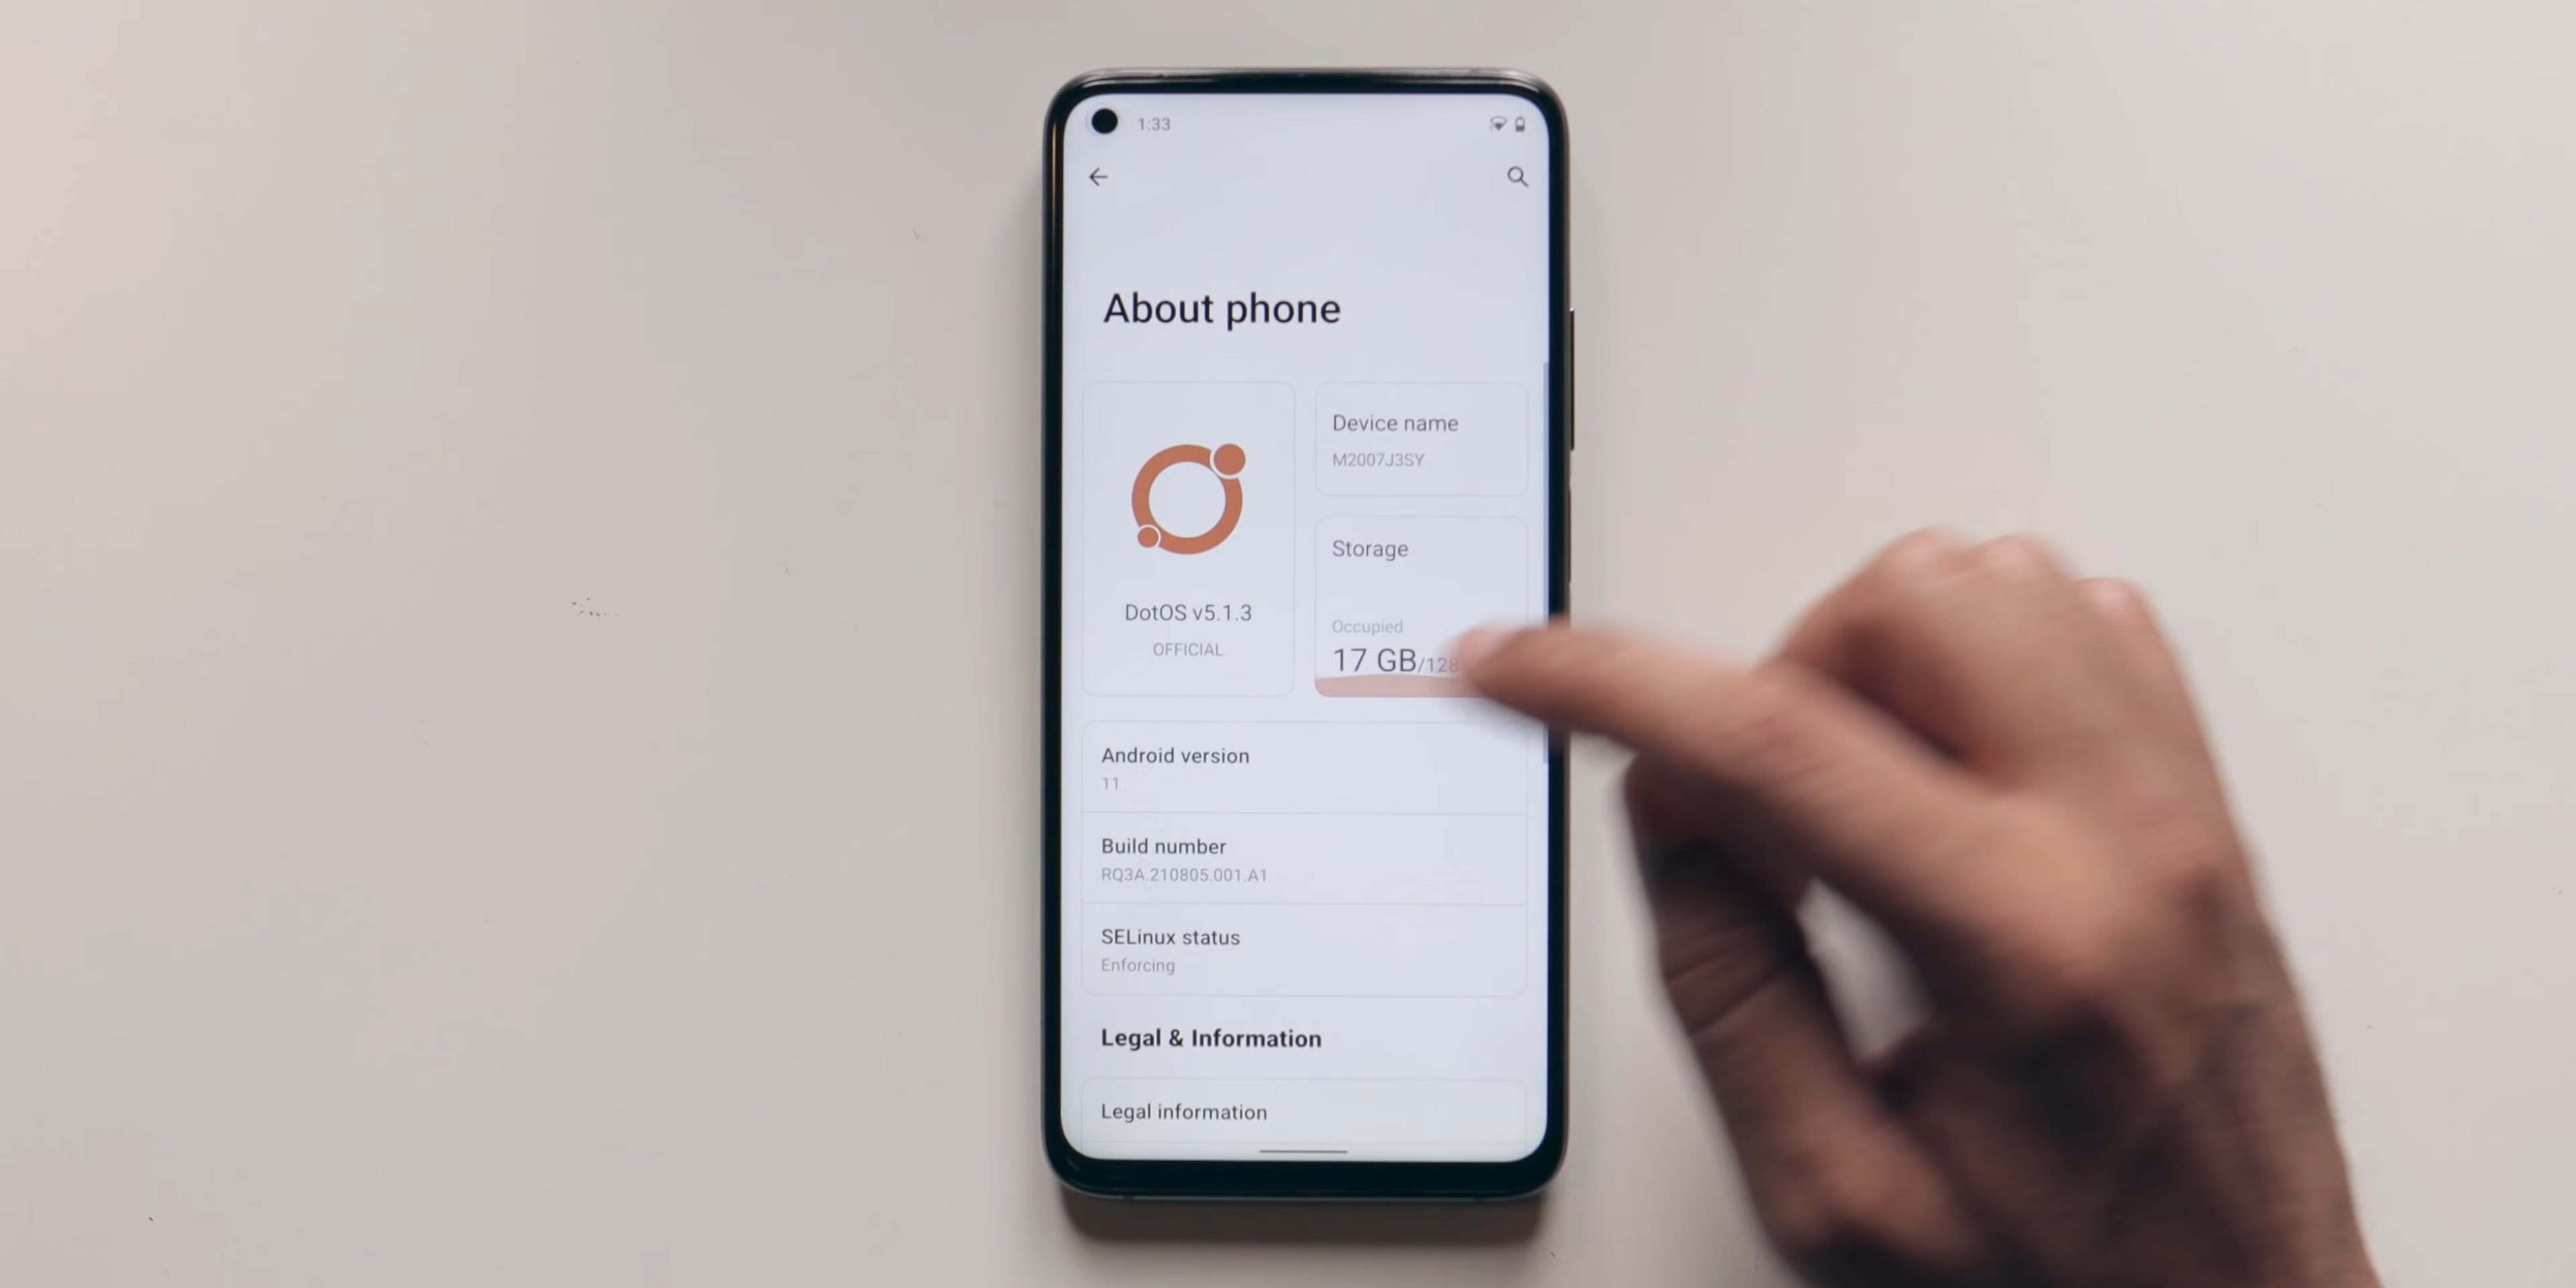 1:33
About phone
DotOS v5.1.3
OFFICIAL
Device name
M2007J3SY
Storage
Occupied
17 GB/128
Android version
11
Build number
RQ3A.210805.001.A1
SELinux status
Enforcing
Legal & Information
Legal information